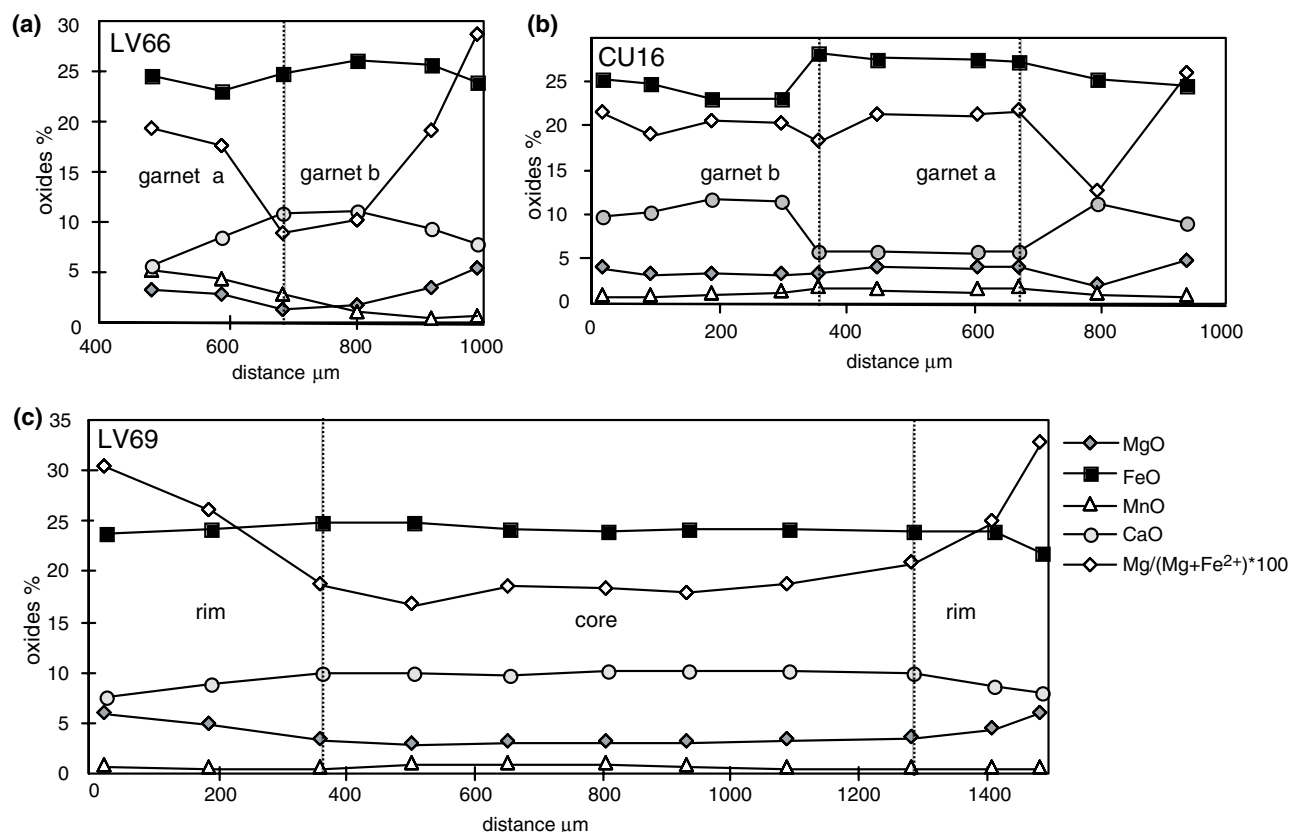 (a)
LV66
30
25
20
15
10
5
0
oxides %
garnet a
garnet b
400
600
800
1000
distance µm
(b)
CU16
25
20
15
10
5
0
oxides %
garnet b
garnet a
0
200
400
600
800
1000
distance µm
(c)
LV69
35
30
25
20
15
10
5
0
oxides %
rim
core
rim
0
200
400
600
800
1000
1200
1400
distance µm
MgO
FeO
MnO
CaO
Mg/(Mg+Fe²⁺)*100